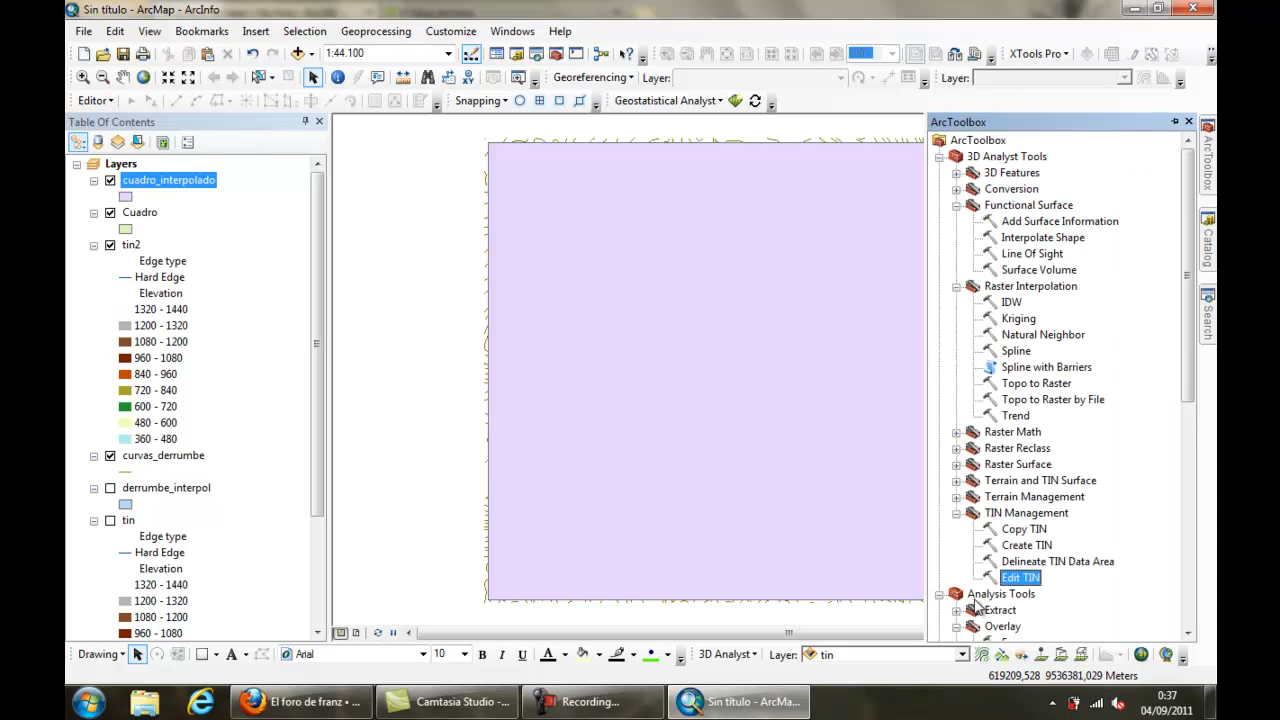 Sin título - ArcMap - ArcInfo
File Edit View Bookmarks Insert Selection Geoprocessing Customize Windows Help
1:44.100 XTools Pro
Georeferencing Layer: Layer:
Editor Snapping Geostatistical Analyst
Table Of Contents
Layers
cuadro_interpolado
Cuadro
tin2
Edge type
Hard Edge
Elevation
1320 - 1440
1200 - 1320
1080 - 1200
960 - 1080
840 - 960
720 - 840
600 - 720
480 - 600
360 - 480
curvas_derrumbe
derrumbe_interpol
tin
Edge type
Hard Edge
Elevation
1320 - 1440
1200 - 1320
1080 - 1200
960 - 1080
ArcToolbox
ArcToolbox
3D Analyst Tools
3D Features
Conversion
Functional Surface
Add Surface Information
Interpolate Shape
Line Of Sight
Surface Volume
Raster Interpolation
IDW
Kriging
Natural Neighbor
Spline
Spline with Barriers
Topo to Raster
Topo to Raster by File
Trend
Raster Math
Raster Reclass
Raster Surface
Terrain and TIN Surface
Terrain Management
TIN Management
Copy TIN
Create TIN
Delineate TIN Data Area
Edit TIN
Analysis Tools
Extract
Overlay
ArcToolbox
Catalog
Search
Drawing A Arial 10 B I U A 3D Analyst Layer: tin
619209,528 9536381,029 Meters
El foro de franz • ... Camtasia Studio - ... Recording... Sin título - ArcMa... 0:37
04/09/2011